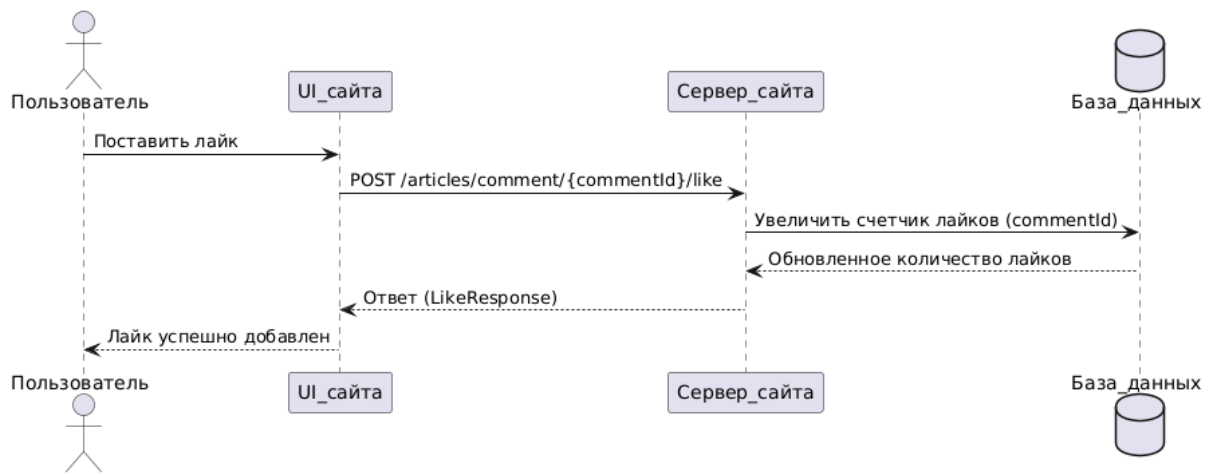 Пользователь
UI_сайта
Сервер_сайта
База_данных
Поставить лайк
POST /articles/comment/{commentId}/like
Увеличить счетчик лайков (commentId)
Обновленное количество лайков
Ответ (LikeResponse)
Лайк успешно добавлен
Пользователь
UI_сайта
Сервер_сайта
База_данных